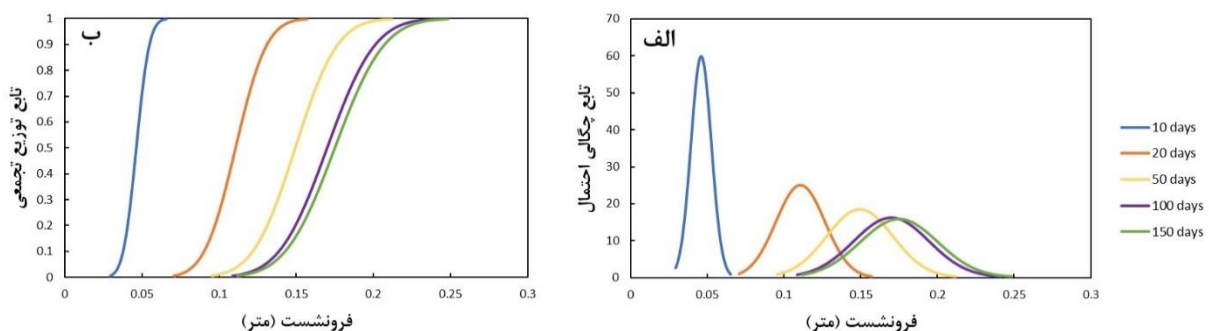 ب
تابع توزیع تجمعی
1
0.9
0.8
0.7
0.6
0.5
0.4
0.3
0.2
0.1
0
0 0.05 0.1 0.15 0.2 0.25 0.3
فرونشست (متر)
الف
تابع چگالی احتمال
70
60
50
40
30
20
10
0
0 0.05 0.1 0.15 0.2 0.25 0.3
فرونشست (متر)
10 days
20 days
50 days
100 days
150 days